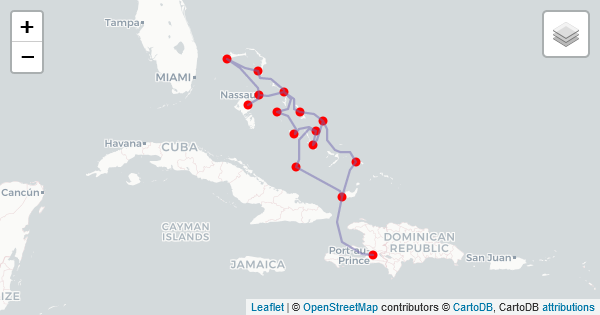 +
−
Tampa
MIAMI
Nassau
Havana
CUBA
Cancún
CAYMAN
ISLANDS
JAMAICA
Port-au-
Prince
DOMINICAN
REPUBLIC
San Juan
IZE
Leaflet | © OpenStreetMap contributors © CartoDB, CartoDB attributions